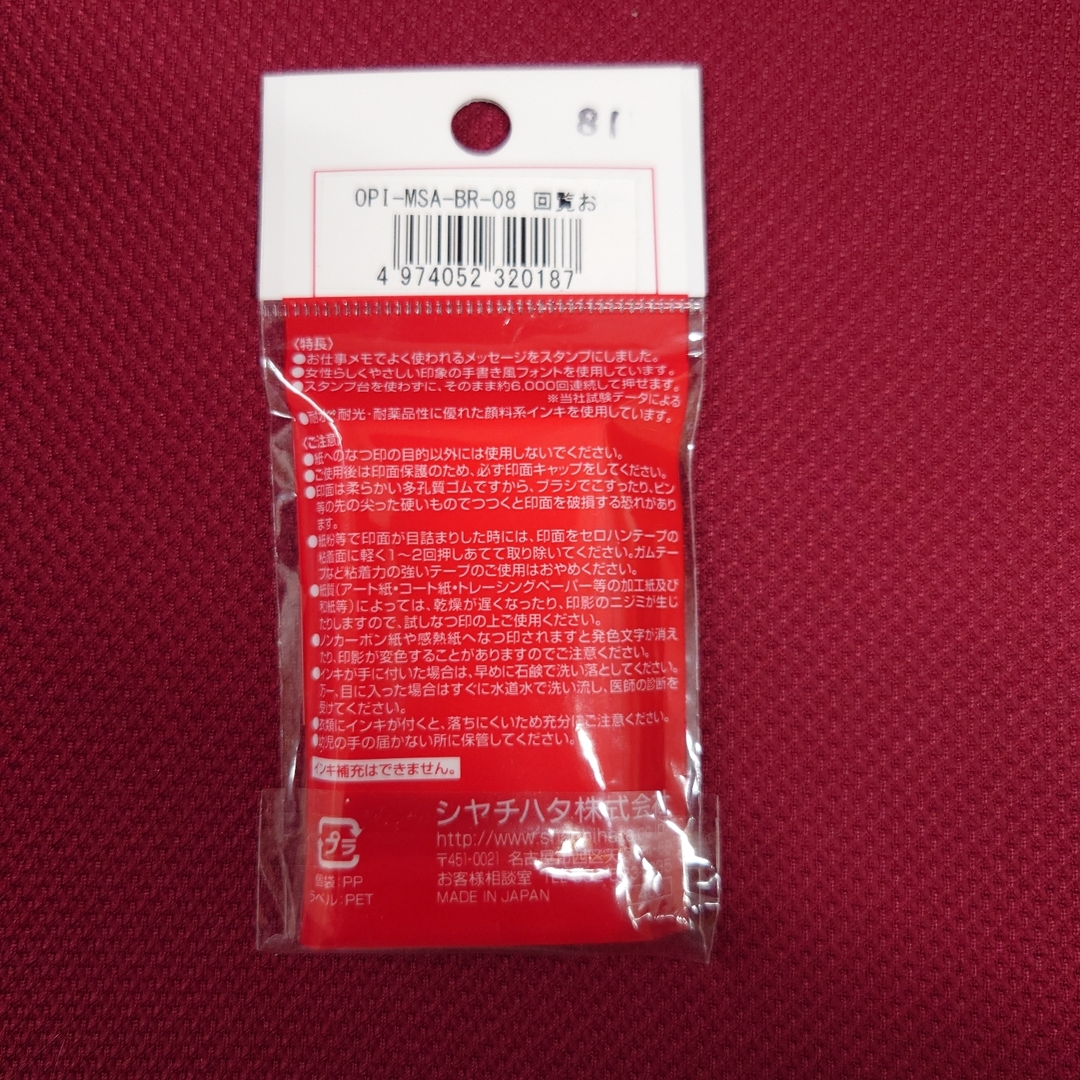 81
OPI-MSA-BR-08 回覧お
4 974052 320187
〈特長〉
●お仕事メモでよく使われるメッセージをスタンプにしました。
●女性らしくやさしい印象の手書き風フォントを使用しています。
●スタンプ台を使わずに、そのまま約6,000回連続して押せます。
※当社試験データによる
●耐水・耐光・耐薬品性に優れた顔料系インキを使用しています。
〈ご注意〉
●紙へのなつ印の目的以外には使用しないでください。
●ご使用後は印面保護のため、必ず印面キャップをしてください。
●印面は柔らかい多孔質ゴムですから、ブラシでこすったり、ピン
等の先の尖った硬いものでつつくと印面を破損する恐れがあり
ます。
●紙粉等で印面が目詰まりした時には、印面をセロハンテープの
粘着面に軽く1〜2回押しあてて取り除いてください。ガムテー
プなど粘着力の強いテープのご使用はおやめください。
●紙質(アート紙・コート紙・トレーシングペーパー等の加工紙及び
和紙等)によっては、乾燥が遅くなったり、印影のニジミが生じ
たりしますので、試しなつ印の上ご使用ください。
●ノンカーボン紙や感熱紙へなつ印されますと発色文字が消え
たり、印影が変色することがありますのでご注意ください。
●インキが手に付いた場合は、早めに石鹸で洗い落としてください。
万一、目に入った場合はすぐに水道水で洗い流し、医師の診断を
受けてください。
●衣類にインキが付くと、落ちにくいため充分にご注意ください。
●幼児の手の届かない所に保管してください。
インキ補充はできません。
シヤチハタ株式会
http://www.
〒451-0021 名古屋市西区
お客様相談室 TEL
MADE IN JAPAN
プラ
個袋:PP
ラベル:PET